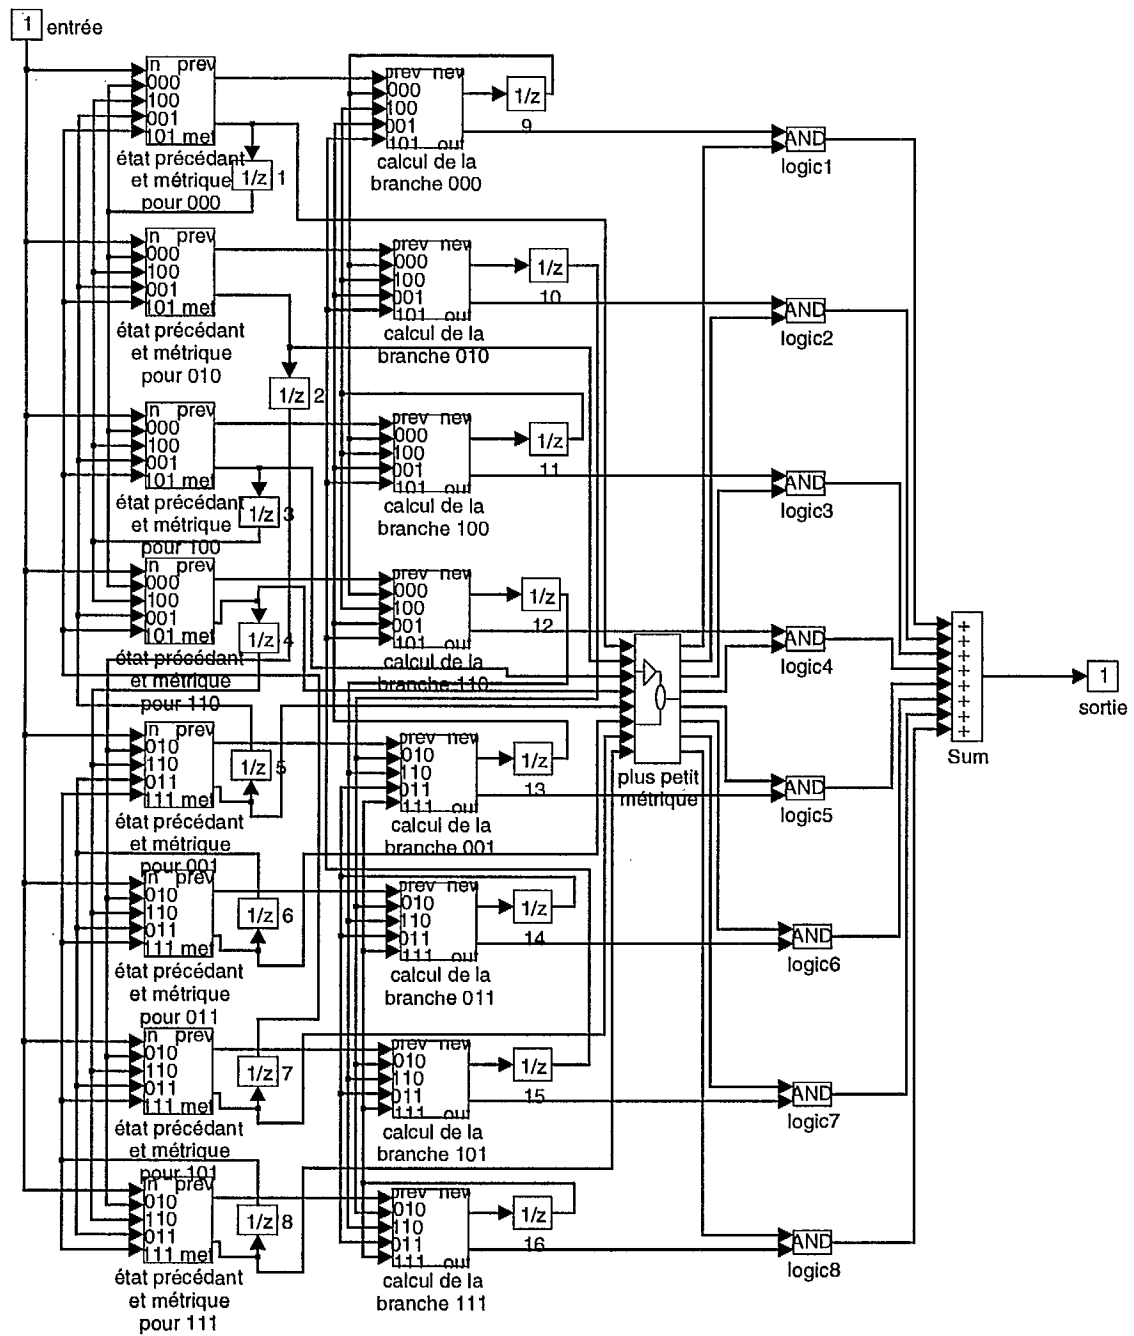 1 entrée
n prev
000
100
001
101 met
état précédant
et métrique
pour 000
1/z 1
prev new
000
100
001
101 out
calcul de la
branche 000
1/z
9
AND
logic1
n prev
000
100
001
101 met
état précédant
et métrique
pour 010
1/z 2
prev new
000
100
001
101 out
calcul de la
branche 010
1/z
10
AND
logic2
n prev
000
100
001
101 met
état précédant
et métrique
pour 100
1/z 3
prev new
000
100
001
101 out
calcul de la
branche 100
1/z
11
AND
logic3
n prev
000
100
001
101 met
état précédant
et métrique
pour 110
1/z 4
prev new
000
100
001
101 out
calcul de la
branche 110
1/z
12
AND
logic4
plus petit
métrique
+
+
+
+
+
+
+
+
Sum
1
sortie
n prev
010
110
011
111 met
état précédant
et métrique
pour 001
1/z 5
prev new
010
110
011
111 out
calcul de la
branche 001
1/z
13
AND
logic5
n prev
010
110
011
111 met
état précédant
et métrique
pour 011
1/z 6
prev new
010
110
011
111 out
calcul de la
branche 011
1/z
14
AND
logic6
n prev
010
110
011
111 met
état précédant
et métrique
pour 101
1/z 7
prev new
010
110
011
111 out
calcul de la
branche 101
1/z
15
AND
logic7
n prev
010
110
011
111 met
état précédant
et métrique
pour 111
1/z 8
prev new
010
110
011
111 out
calcul de la
branche 111
1/z
16
AND
logic8